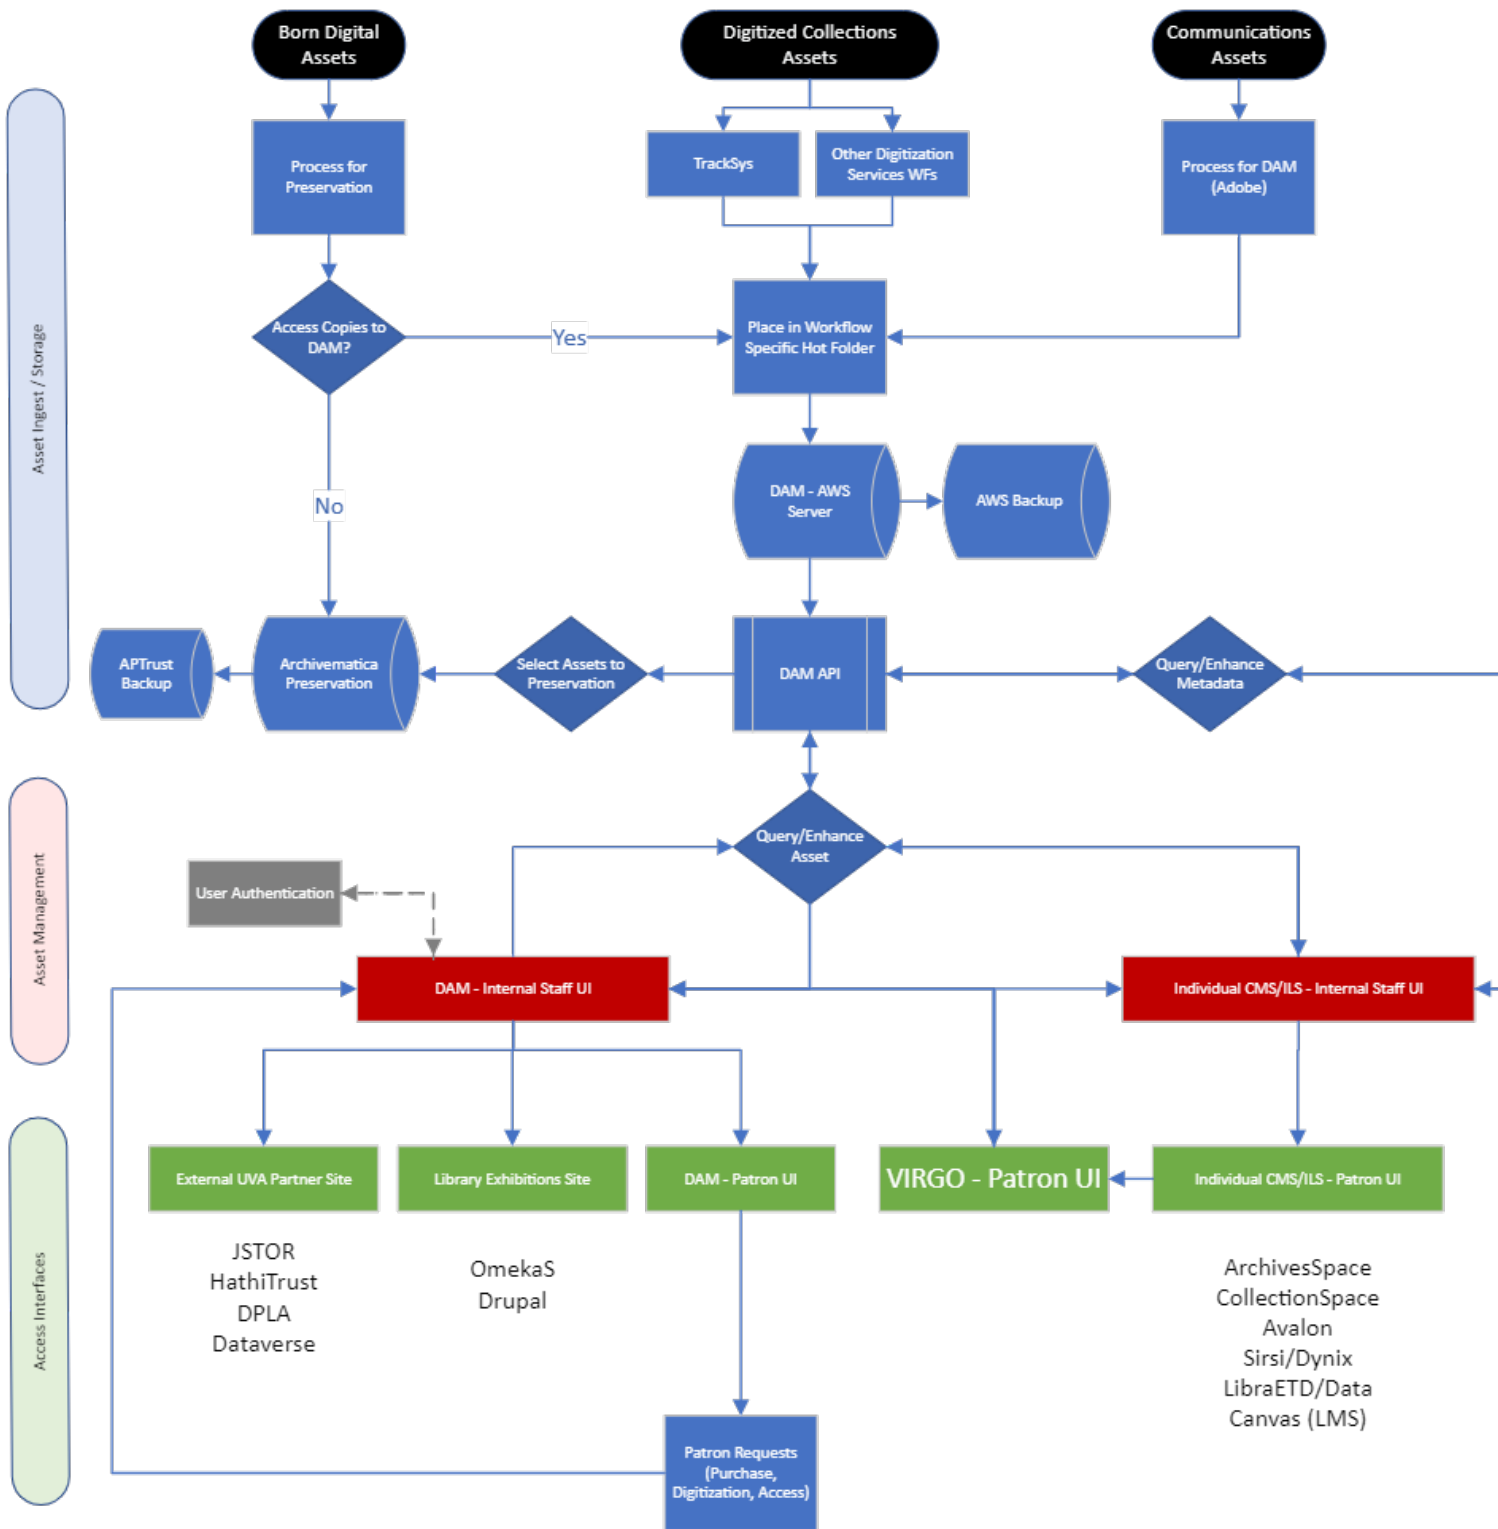 Born Digital
Assets
Digitized Collections
Assets
Communications
Assets
Asset Ingest / Storage
Process for
Preservation
TrackSys
Other Digitization
Services WFs
Process for DAM
(Adobe)
Access Copies to
DAM?
Yes
Place in Workflow
Specific Hot Folder
No
DAM - AWS
Server
AWS Backup
APTrust
Backup
Archivematica
Preservation
Select Assets to
Preservation
DAM API
Query/Enhance
Metadata
Asset Management
Query/Enhance
Asset
User Authentication
DAM - Internal Staff UI
Individual CMS/ILS - Internal Staff UI
Access Interfaces
External UVA Partner Site
Library Exhibitions Site
DAM - Patron UI
VIRGO - Patron UI
Individual CMS/ILS - Patron UI
JSTOR
HathiTrust
DPLA
Dataverse
OmekaS
Drupal
ArchivesSpace
CollectionSpace
Avalon
Sirsi/Dynix
LibraETD/Data
Canvas (LMS)
Patron Requests
(Purchase,
Digitization, Access)